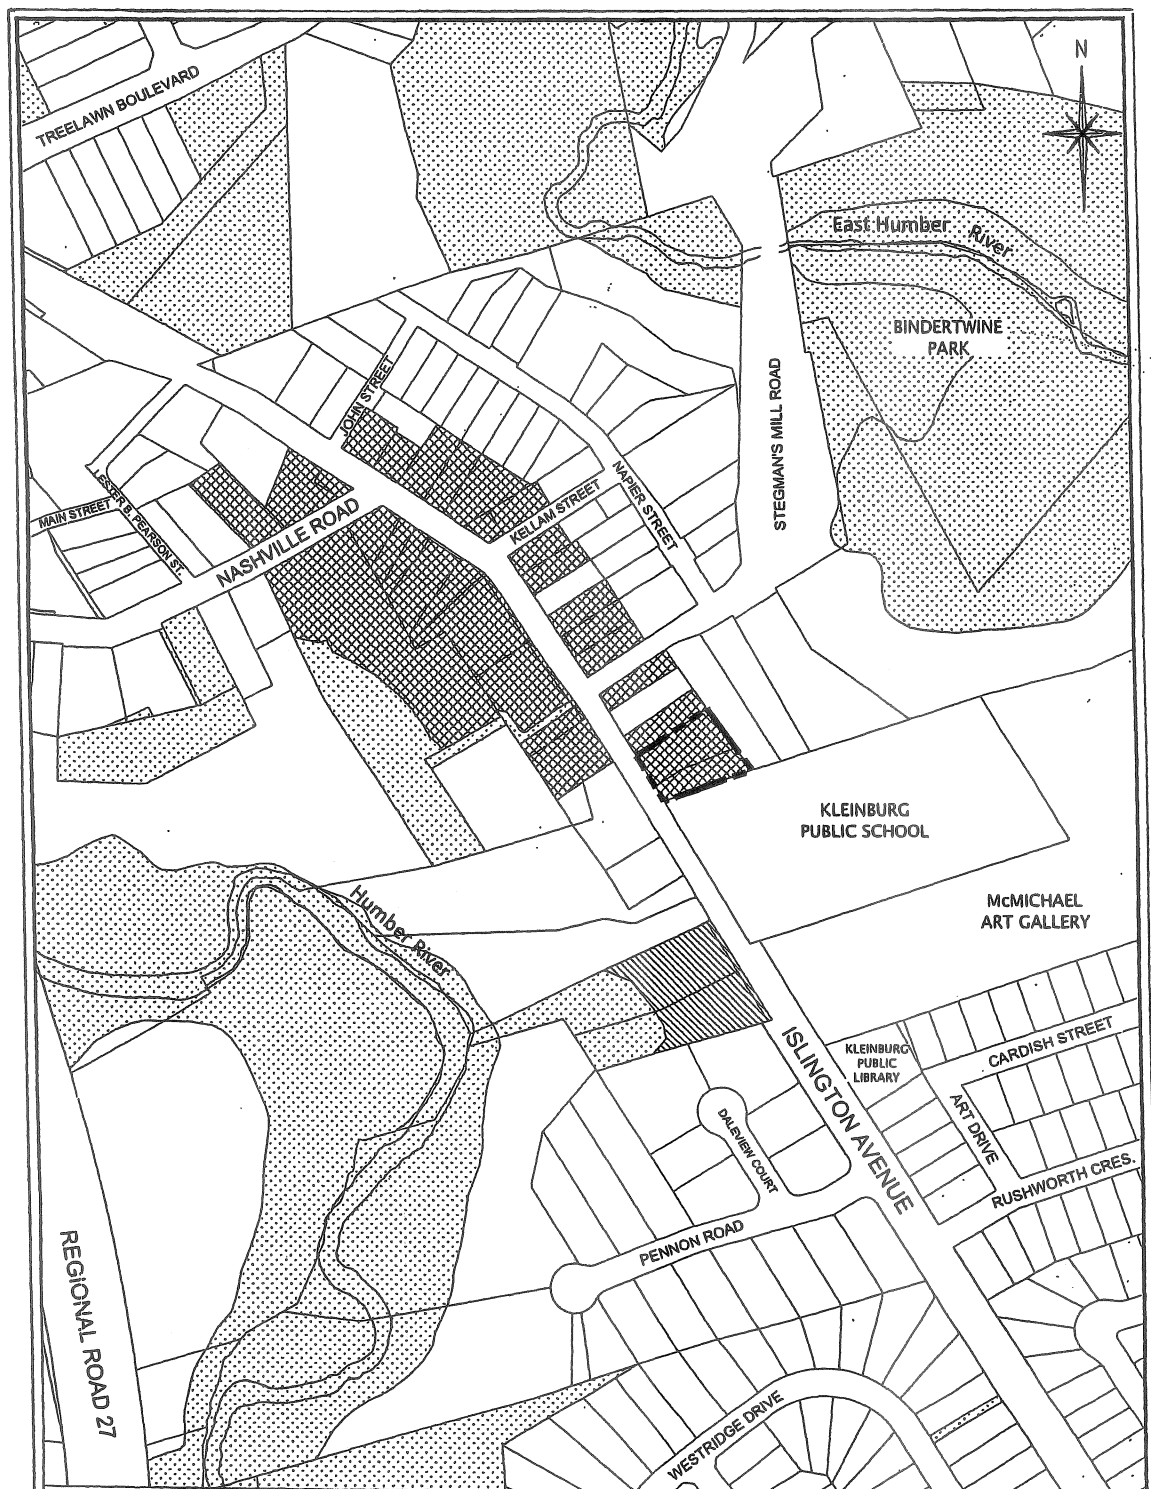 N
TREELAWN BOULEVARD
East Humber River
BINDERTWINE
PARK
JOHN STREET
STEGMAN'S MILL ROAD
NAPIER STREET
KELLAM STREET
LESTER B. PEARSON ST.
MAIN STREET
NASHVILLE ROAD
KLEINBURG
PUBLIC SCHOOL
McMICHAEL
ART GALLERY
Humber River
ISLINGTON AVENUE
KLEINBURG
PUBLIC
LIBRARY
CARDISH STREET
ART DRIVE
DALEVIEW COURT
RUSHWORTH CRES.
PENNON ROAD
REGIONAL ROAD 27
WESTRIDGE DRIVE